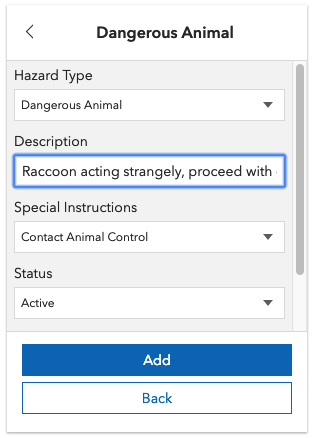 Dangerous Animal
Hazard Type
Dangerous Animal
Description
Raccoon acting strangely, proceed with
Special Instructions
Contact Animal Control
Status
Active
Add
Back